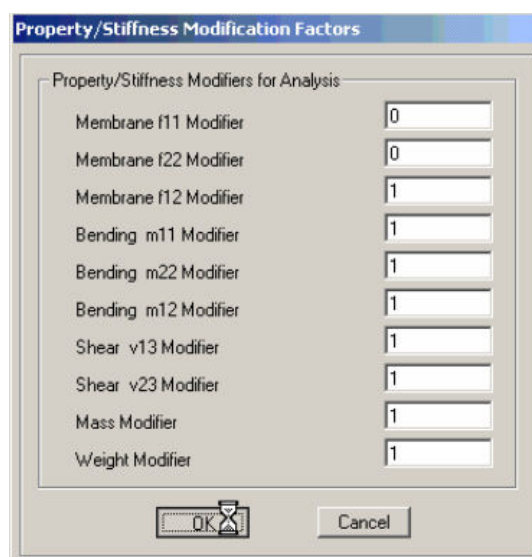 Property/Stiffness Modification Factors
Property/Stiffness Modifiers for Analysis
Membrane f11 Modifier 0
Membrane f22 Modifier 0
Membrane f12 Modifier 1
Bending m11 Modifier 1
Bending m22 Modifier 1
Bending m12 Modifier 1
Shear v13 Modifier 1
Shear v23 Modifier 1
Mass Modifier 1
Weight Modifier 1
OK Cancel